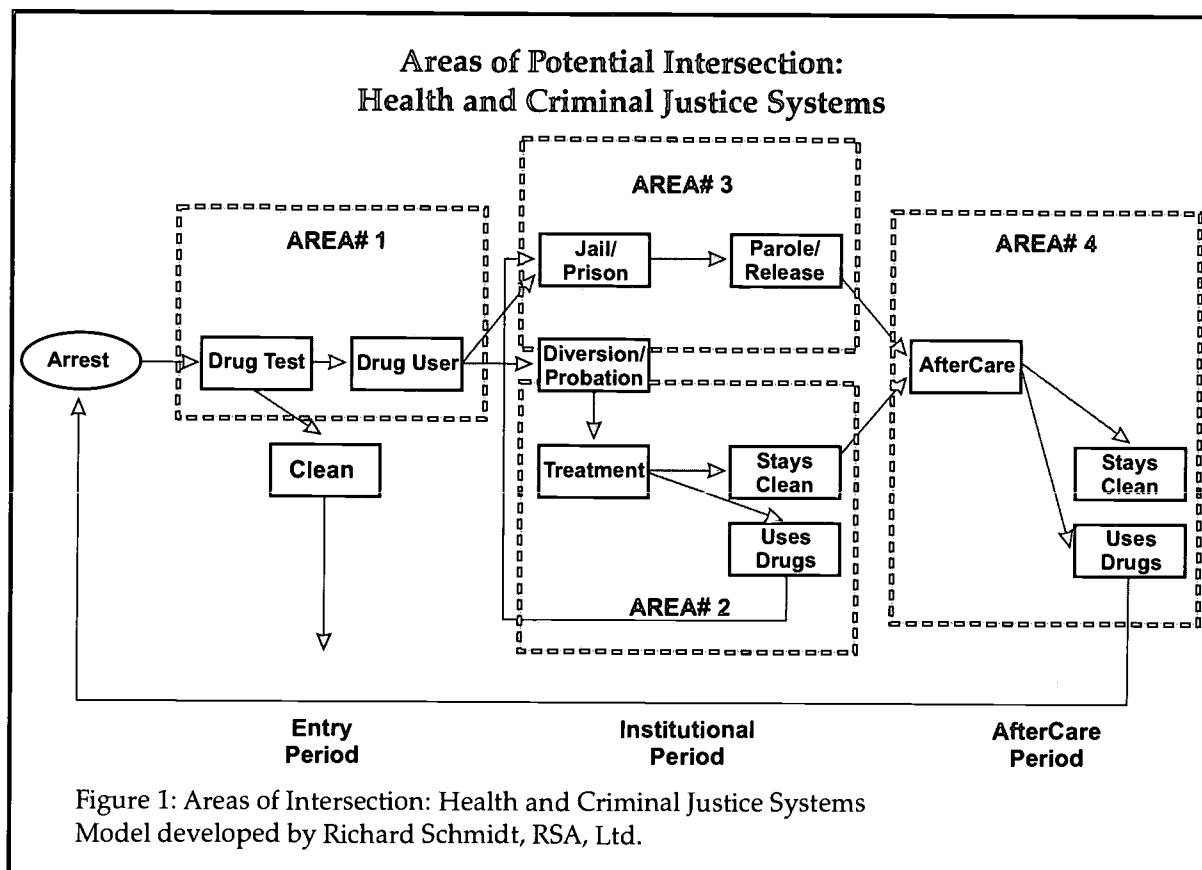 Areas of Potential Intersection:
Health and Criminal Justice Systems
AREA# 1
Arrest
Drug Test
Drug User
Clean
AREA# 3
Jail/
Prison
Parole/
Release
Diversion/
Probation
Treatment
Stays
Clean
Uses
Drugs
AREA# 2
AREA# 4
AfterCare
Stays
Clean
Uses
Drugs
Entry
Period
Institutional
Period
AfterCare
Period
Figure 1: Areas of Intersection: Health and Criminal Justice Systems
Model developed by Richard Schmidt, RSA, Ltd.